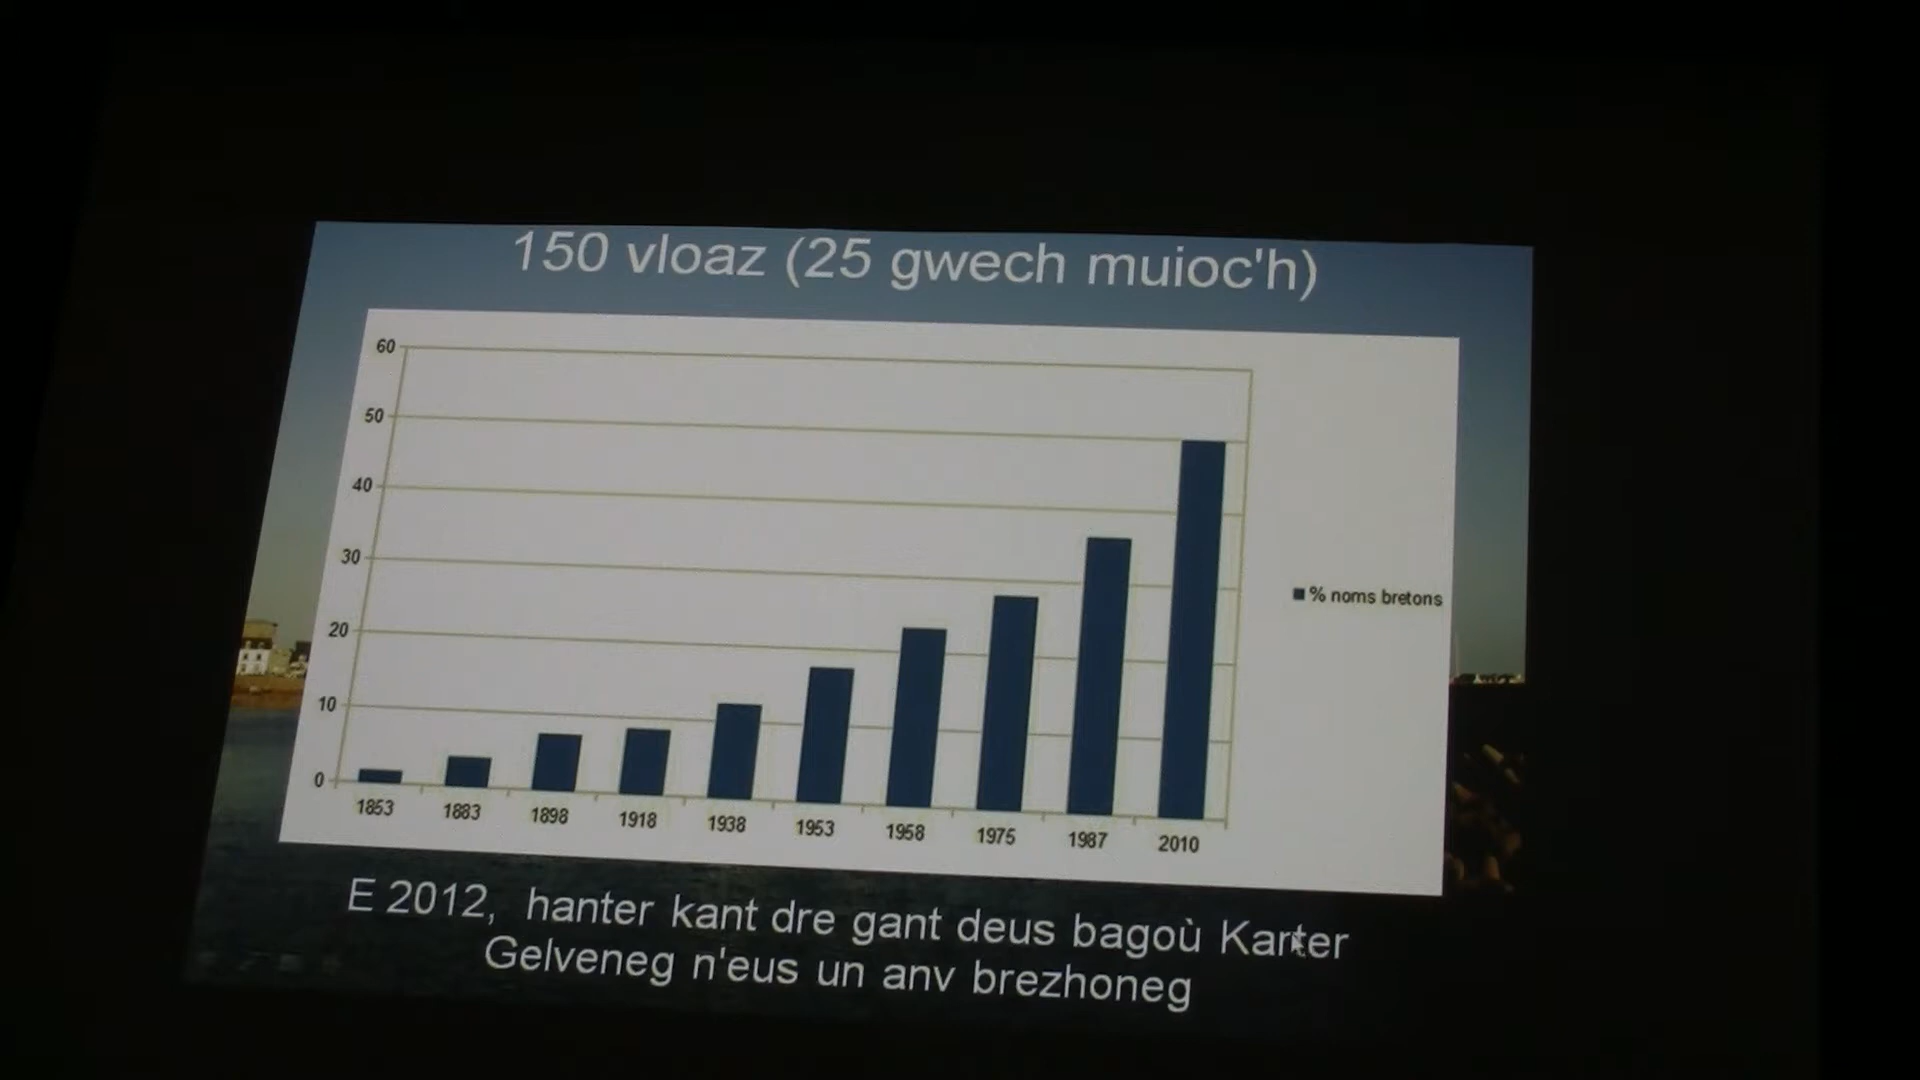 150 vloaz (25 gwech muioc'h)
60
50
40
30
20
10
0
1853 1883 1898 1918 1938 1953 1958 1975 1987 2010
% noms bretons
E 2012, hanter kant dre gant deus bagoù Karter
Gelveneg n'eus un anv brezhoneg